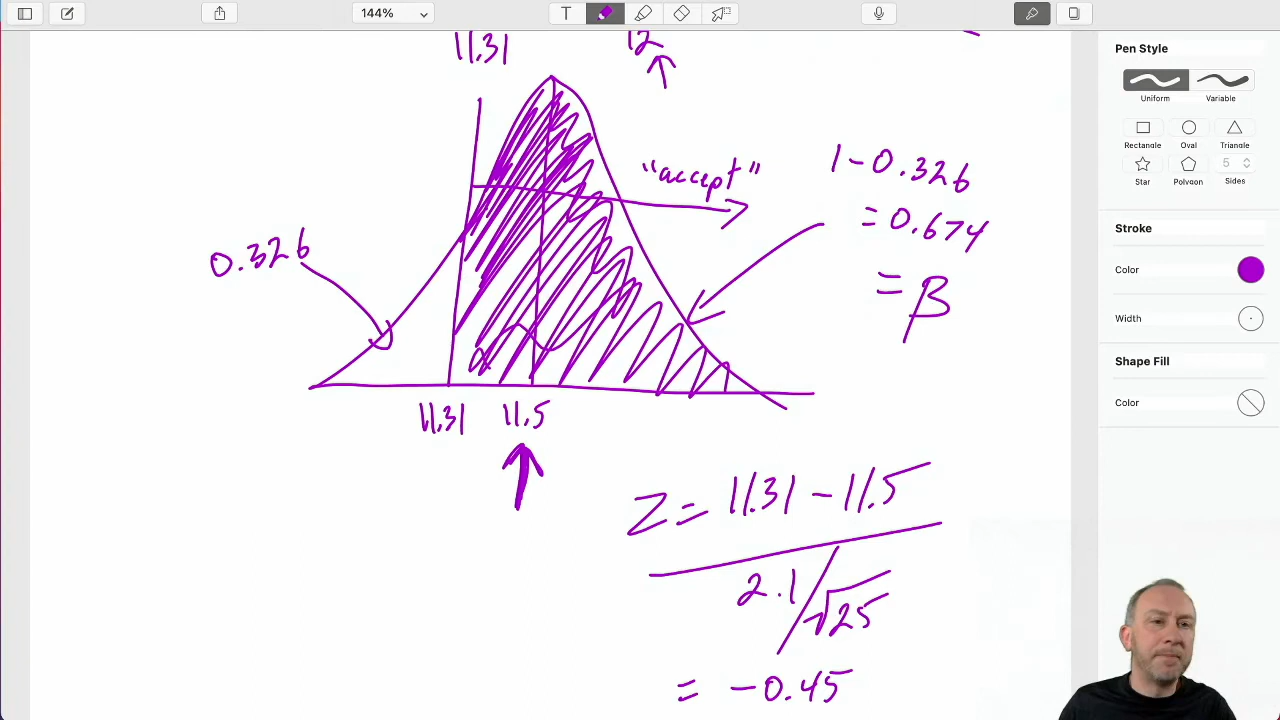 144%
T
11.31
12
"accept"
1 - 0.326
= 0.674
= β
0.326
11.31
11.5
Z = 11.31 - 11.5
2.1/√25
= -0.45
Pen Style
Uniform
Variable
Rectangle
Oval
Triangle
5
Star
Polygon
Sides
Stroke
Color
Width
Shape Fill
Color